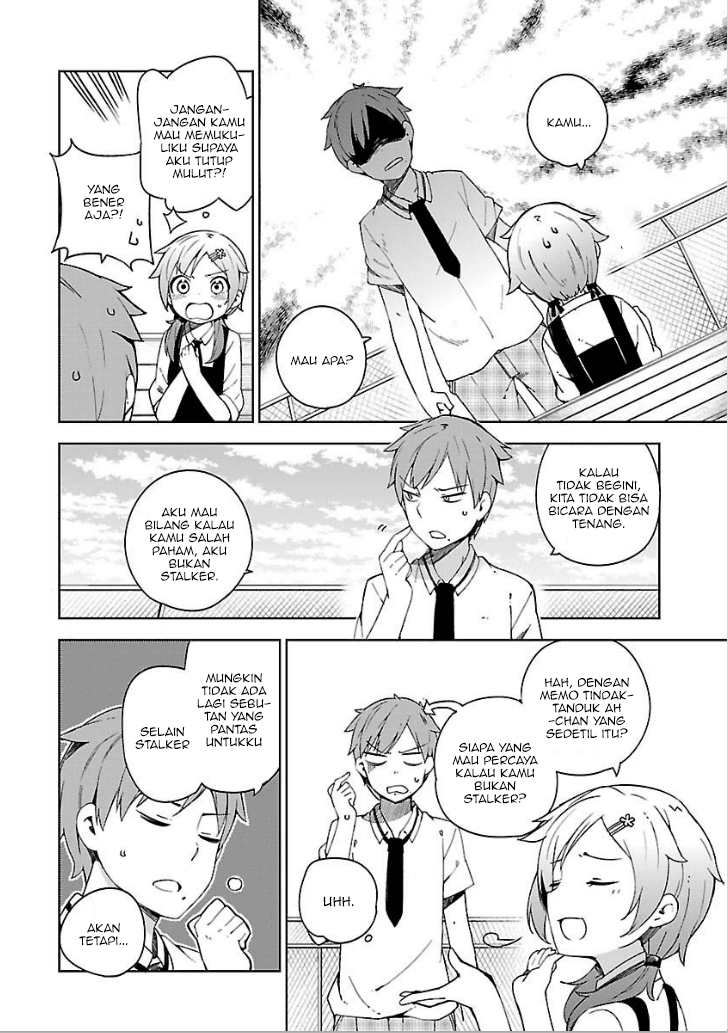 KAMU...
MAU APA?
JANGAN-
JANGAN KAMU
MAU MEMUKU-
LIKU SUPAYA
AKU TUTUP
MULUT?!
YANG
BENER
AJA?!
KALAU
TIDAK BEGINI,
KITA TIDAK BISA
BICARA DENGAN
TENANG.
AKU MAU
BILANG KALAU
KAMU SALAH
PAHAM, AKU
BUKAN
STALKER.
HAH, DENGAN
MEMO TINDAK-
TANDUK AH
-CHAN YANG
SEDETIL ITU?
SIAPA YANG
MAU PERCAYA
KALAU KAMU
BUKAN
STALKER?
UHH.
MUNGKIN
TIDAK ADA
LAGI SEBU-
TAN YANG
PANTAS
UNTUKKU
SELAIN
STALKER
AKAN
TETAPI...